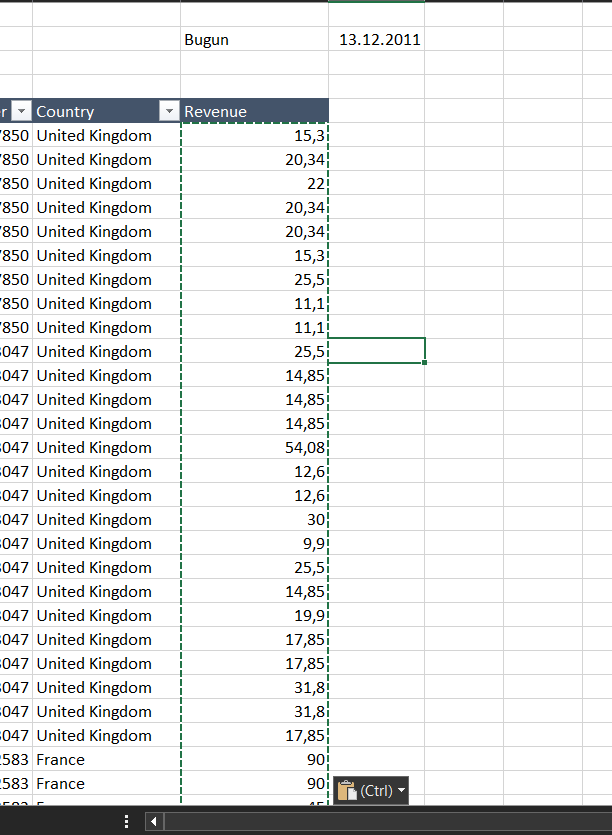 Bugun 13.12.2011
r Country Revenue
7850 United Kingdom 15,3
7850 United Kingdom 20,34
7850 United Kingdom 22
7850 United Kingdom 20,34
7850 United Kingdom 20,34
7850 United Kingdom 15,3
7850 United Kingdom 25,5
7850 United Kingdom 11,1
7850 United Kingdom 11,1
3047 United Kingdom 25,5
3047 United Kingdom 14,85
3047 United Kingdom 14,85
3047 United Kingdom 14,85
3047 United Kingdom 54,08
3047 United Kingdom 12,6
3047 United Kingdom 12,6
3047 United Kingdom 30
3047 United Kingdom 9,9
3047 United Kingdom 25,5
3047 United Kingdom 14,85
3047 United Kingdom 19,9
3047 United Kingdom 17,85
3047 United Kingdom 17,85
3047 United Kingdom 31,8
3047 United Kingdom 31,8
3047 United Kingdom 17,85
2583 France 90
2583 France 90
(Ctrl)